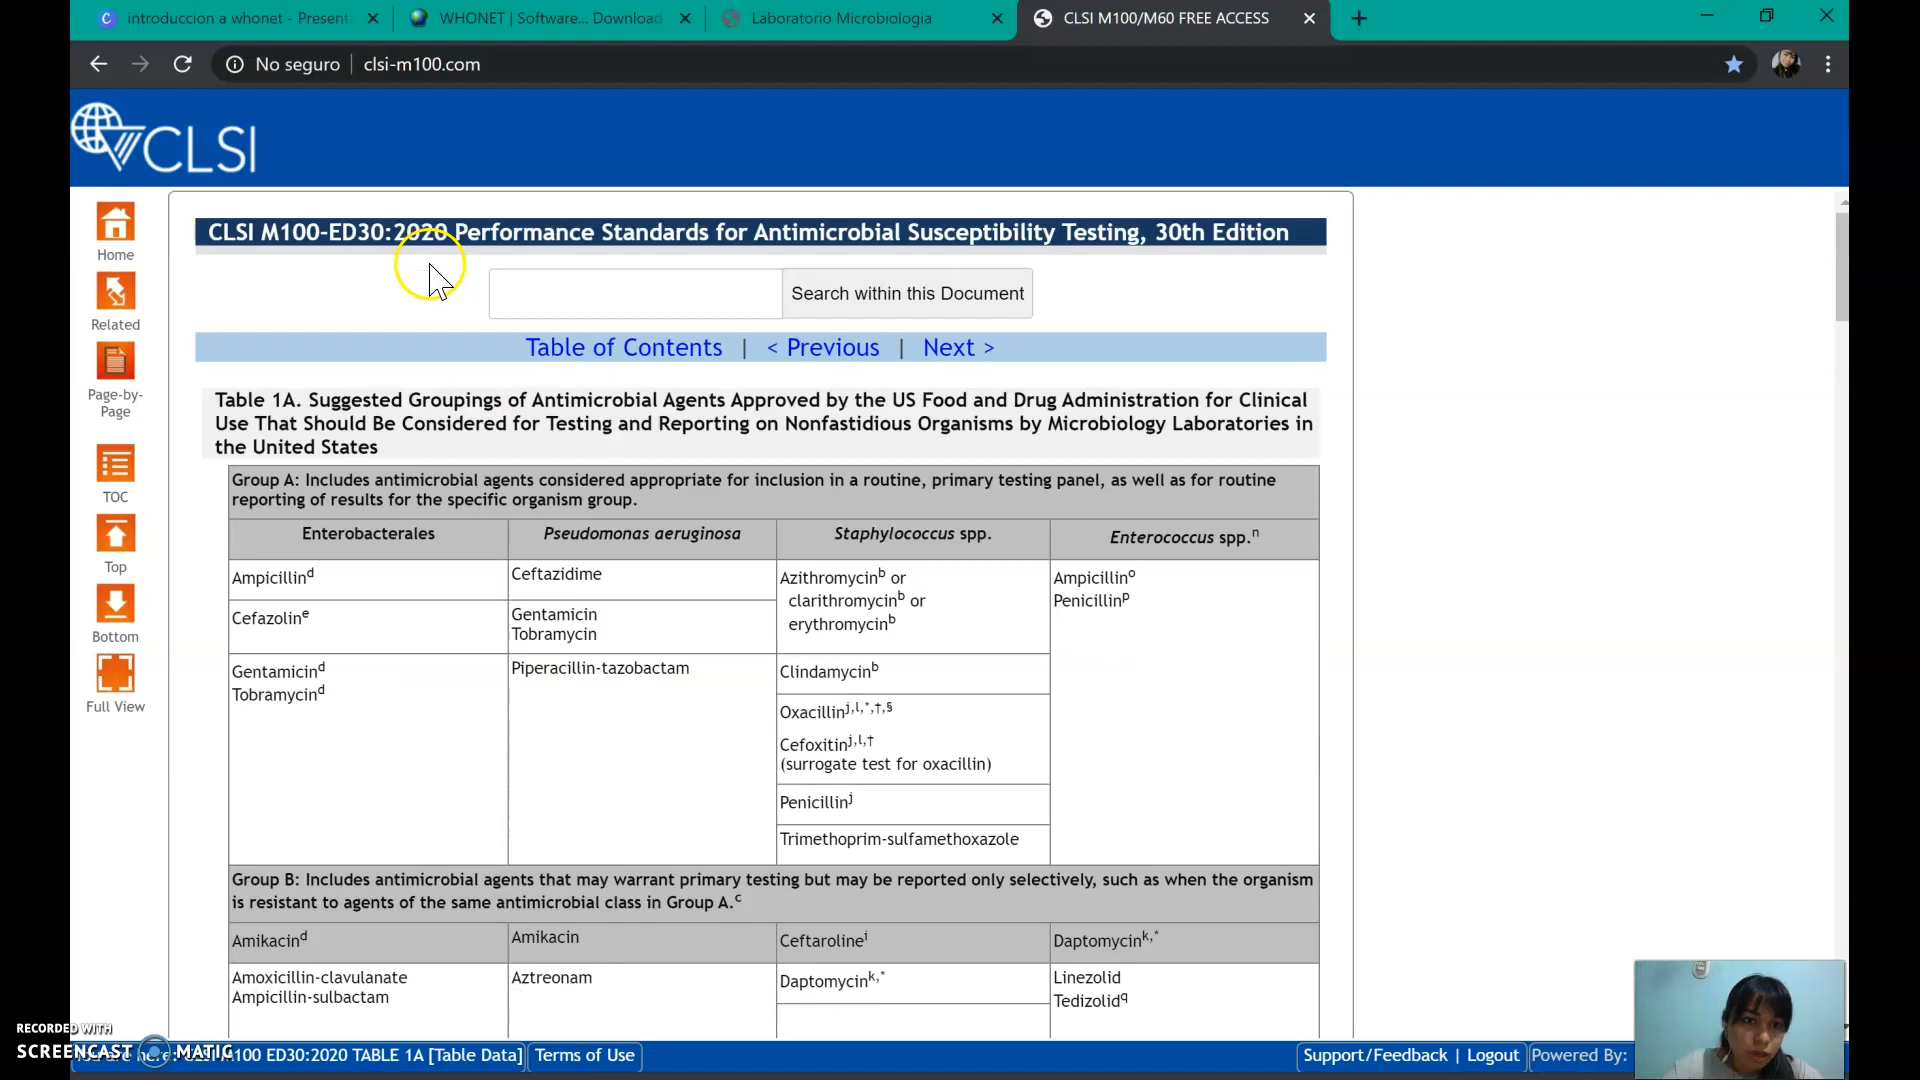 introduccion a whonet - Present
WHONET | Software... Download
Laboratorio Microbiologia
CLSI M100/M60 FREE ACCESS
No seguro
clsi-m100.com
CLSI
CLSI M100-ED30:2020 Performance Standards for Antimicrobial Susceptibility Testing, 30th Edition
Search within this Document
Table of Contents | < Previous | Next >
Home
Related
Page-by-
Page
TOC
Top
Bottom
Full View
Table 1A. Suggested Groupings of Antimicrobial Agents Approved by the US Food and Drug Administration for Clinical
Use That Should Be Considered for Testing and Reporting on Nonfastidious Organisms by Microbiology Laboratories in
the United States
Group A: Includes antimicrobial agents considered appropriate for inclusion in a routine, primary testing panel, as well as for routine
reporting of results for the specific organism group.
Enterobacterales
Pseudomonas aeruginosa
Staphylococcus spp.
Enterococcus spp.n
Ampicillind
Ceftazidime
Azithromycinb or
clarithromycinb or
erythromycinb
Ampicillino
Penicillinp
Cefazoline
Gentamicin
Tobramycin
Gentamicind
Tobramycind
Piperacillin-tazobactam
Clindamycinb
Oxacillinj,l,*,†,§
Cefoxitinj,l,†
(surrogate test for oxacillin)
Penicillinj
Trimethoprim-sulfamethoxazole
Group B: Includes antimicrobial agents that may warrant primary testing but may be reported only selectively, such as when the organism
is resistant to agents of the same antimicrobial class in Group A.c
Amikacind
Amikacin
Ceftarolinei
Daptomycink,*
Amoxicillin-clavulanate
Ampicillin-sulbactam
Aztreonam
Daptomycink,*
Linezolid
Tedizolidq
RECORDED WITH
SCREENCAST MATIC
M100 ED30:2020 TABLE 1A [Table Data]
Terms of Use
Support/Feedback | Logout
Powered By: